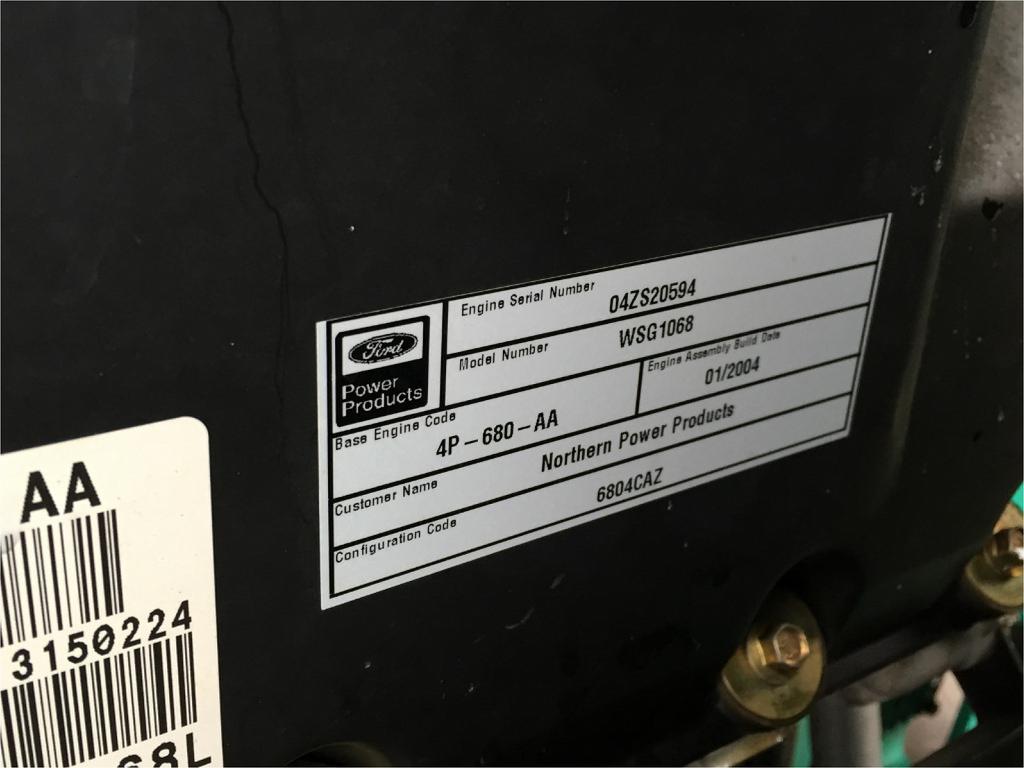 Engine Serial Number 04ZS20594
Model Number WSG1068
Ford
Power
Products
Base Engine Code 4P-680-AA
Engine Assembly Build Date 01/2004
Customer Name Northern Power Products
Configuration Code 6804CAZ
AA
3150224
68L